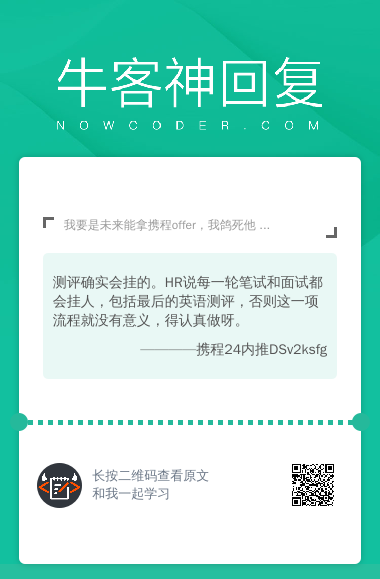 牛客神回复
NOWCODER.COM
我要是未来能拿携程offer，我鸽死他 ...
测评确实会挂的。HR说每一轮笔试和面试都
会挂人，包括最后的英语测评，否则这一项
流程就没有意义，得认真做呀。
————携程24内推DSv2ksfg
长按二维码查看原文
和我一起学习